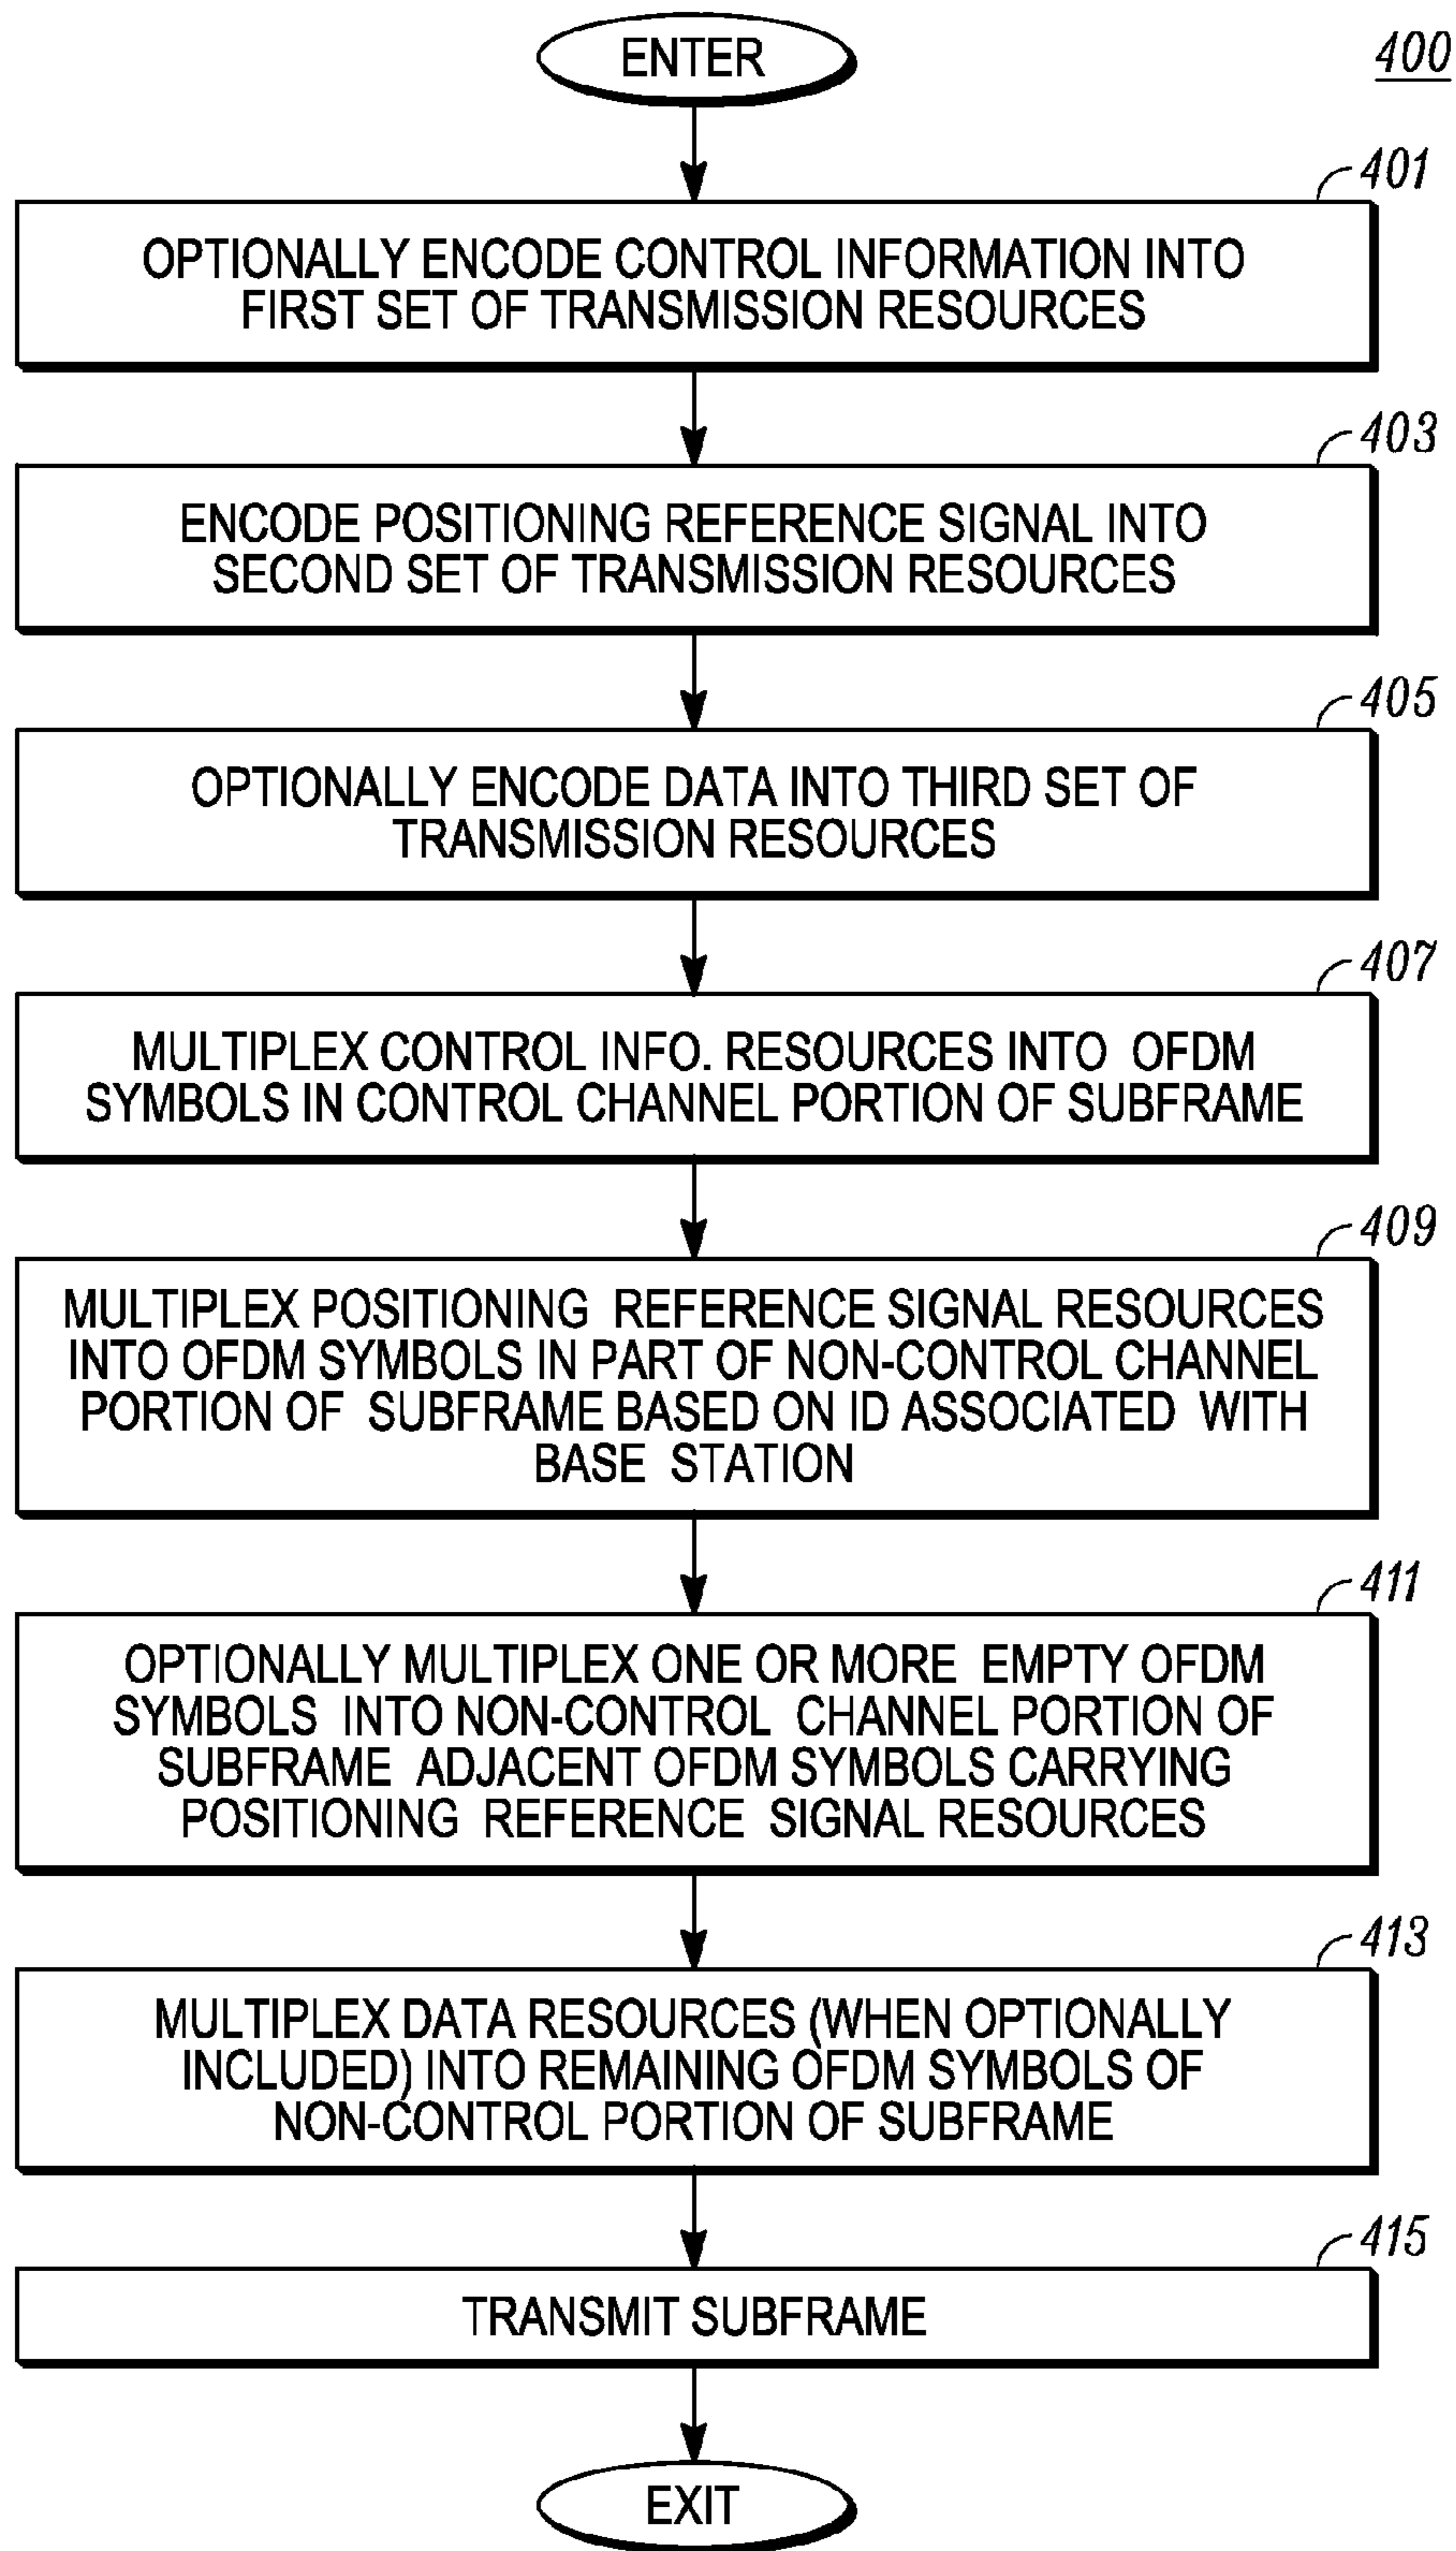 ENTER
400
401
OPTIONALLY ENCODE CONTROL INFORMATION INTO
FIRST SET OF TRANSMISSION RESOURCES
403
ENCODE POSITIONING REFERENCE SIGNAL INTO
SECOND SET OF TRANSMISSION RESOURCES
405
OPTIONALLY ENCODE DATA INTO THIRD SET OF
TRANSMISSION RESOURCES
407
MULTIPLEX CONTROL INFO. RESOURCES INTO OFDM
SYMBOLS IN CONTROL CHANNEL PORTION OF SUBFRAME
409
MULTIPLEX POSITIONING REFERENCE SIGNAL RESOURCES
INTO OFDM SYMBOLS IN PART OF NON-CONTROL CHANNEL
PORTION OF SUBFRAME BASED ON ID ASSOCIATED WITH
BASE STATION
411
OPTIONALLY MULTIPLEX ONE OR MORE EMPTY OFDM
SYMBOLS INTO NON-CONTROL CHANNEL PORTION OF
SUBFRAME ADJACENT OFDM SYMBOLS CARRYING
POSITIONING REFERENCE SIGNAL RESOURCES
413
MULTIPLEX DATA RESOURCES (WHEN OPTIONALLY
INCLUDED) INTO REMAINING OFDM SYMBOLS OF
NON-CONTROL PORTION OF SUBFRAME
415
TRANSMIT SUBFRAME
EXIT